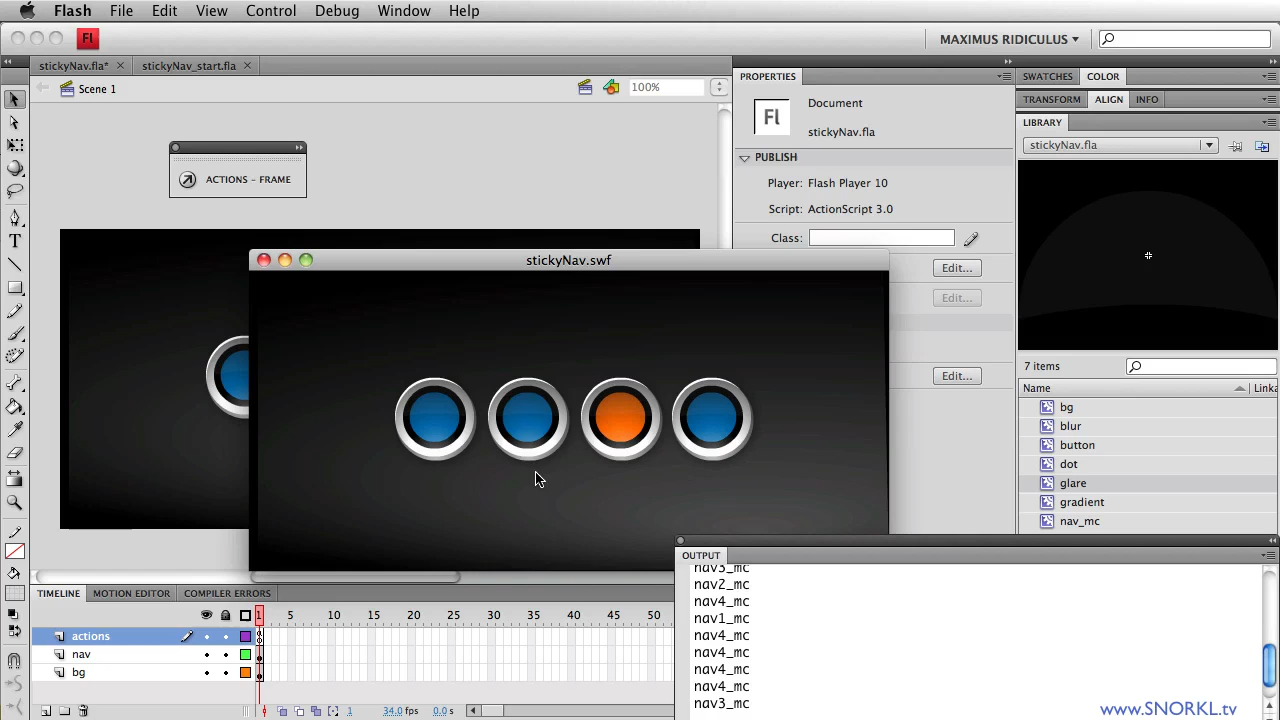 Flash File Edit View Control Debug Window Help
Fl MAXIMUS RIDICULUS
stickyNav.fla* stickyNav_start.fla
Scene 1 100%
ACTIONS - FRAME
stickyNav.swf
PROPERTIES
Fl Document
stickyNav.fla
PUBLISH
Player: Flash Player 10
Script: ActionScript 3.0
Class:
Edit...
Edit...
Edit...
SWATCHES COLOR
TRANSFORM ALIGN INFO
LIBRARY
stickyNav.fla
7 items
Name Linka
bg
blur
button
dot
glare
gradient
nav_mc
TIMELINE MOTION EDITOR COMPILER ERRORS
1 5 10 15 20 25 30 35 40 45 50
actions
nav
bg
1 34.0 fps 0.0 s
OUTPUT
nav3_mc
nav2_mc
nav4_mc
nav1_mc
nav4_mc
nav4_mc
nav4_mc
nav4_mc
nav3_mc
www.SNORKL.tv